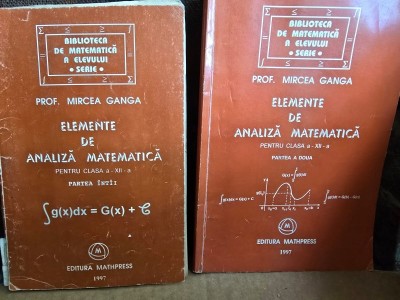 BIBLIOTECA
DE MATEMATICĂ
A ELEVULUI
• SERIE •
PROF. MIRCEA GANGA
ELEMENTE
DE
ANALIZĂ MATEMATICĂ
PENTRU CLASA a - XII - a
PARTEA ÎNTÎI
∫g(x)dx = G(x) + C
M
EDITURA MATHPRESS
1997
BIBLIOTECA
DE MATEMATICĂ
A ELEVULUI
• SERIE •
PROF. MIRCEA GANGA
ELEMENTE
DE
ANALIZĂ MATEMATICĂ
PENTRU CLASA a - XII - a
PARTEA A DOUA
EDITURA MATHPRESS
1997